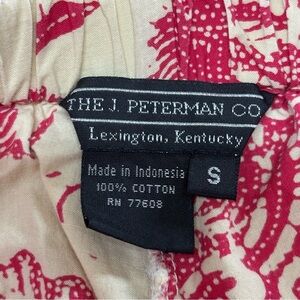 THE J. PETERMAN CO.
Lexington, Kentucky
Made in Indonesia
100% COTTON
RN 77608
S